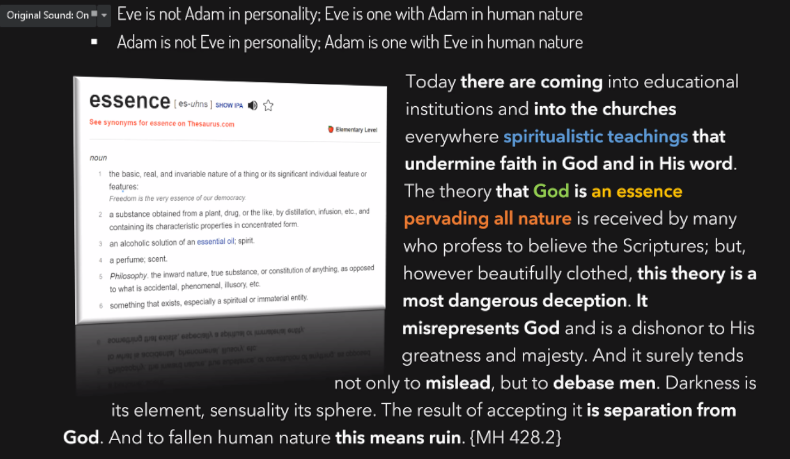 Original Sound: On
Eve is not Adam in personality; Eve is one with Adam in human nature
Adam is not Eve in personality; Adam is one with Eve in human nature
essence [ es-uhns ] SHOW IPA
See synonyms for essence on Thesaurus.com
Elementary Level
noun
1 the basic, real, and invariable nature of a thing or its significant individual feature or
features:
Freedom is the very essence of our democracy.
2 a substance obtained from a plant, drug, or the like, by distillation, infusion, etc., and
containing its characteristic properties in concentrated form.
3 an alcoholic solution of an essential oil; spirit.
4 a perfume; scent.
5 Philosophy. the inward nature, true substance, or constitution of anything, as opposed
to what is accidental, phenomenal, illusory, etc.
6 something that exists, especially a spiritual or immaterial entity.
Today there are coming into educational
institutions and into the churches
everywhere spiritualistic teachings that
undermine faith in God and in His word.
The theory that God is an essence
pervading all nature is received by many
who profess to believe the Scriptures; but,
however beautifully clothed, this theory is a
most dangerous deception. It
misrepresents God and is a dishonor to His
greatness and majesty. And it surely tends
not only to mislead, but to debase men. Darkness is
its element, sensuality its sphere. The result of accepting it is separation from
God. And to fallen human nature this means ruin. {MH 428.2}